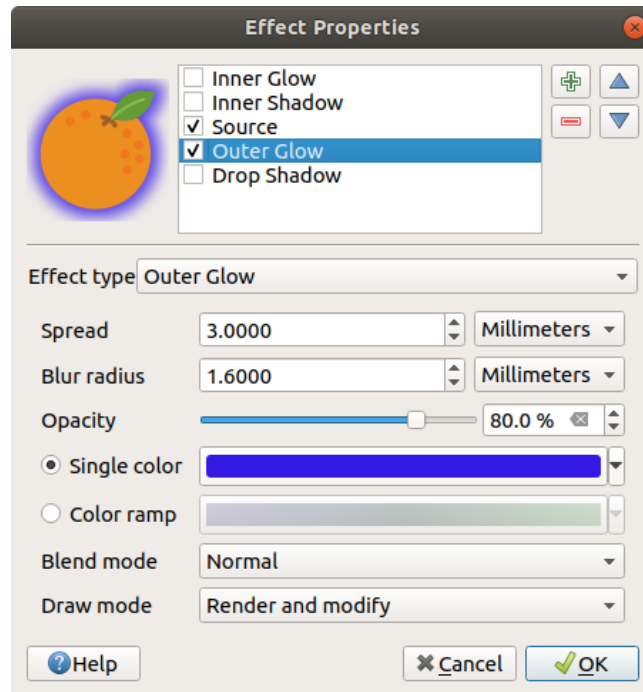 Effect Properties
Inner Glow
Inner Shadow
Source
Outer Glow
Drop Shadow
Effect type Outer Glow
Spread 3.0000 Millimeters
Blur radius 1.6000 Millimeters
Opacity 80.0 %
Single color
Color ramp
Blend mode Normal
Draw mode Render and modify
?Help Cancel OK